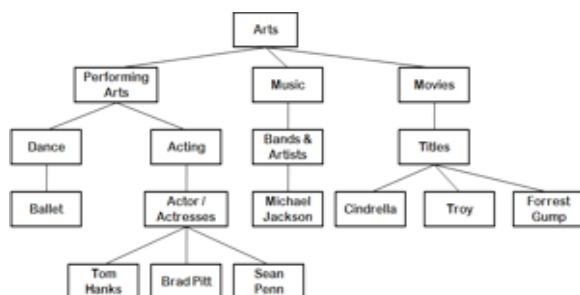 Arts
Performing
Arts
Music
Movies
Dance
Acting
Bands &
Artists
Titles
Ballet
Actor /
Actresses
Michael
Jackson
Cindrella
Troy
Forrest
Gump
Tom
Hanks
Brad Pitt
Sean
Penn